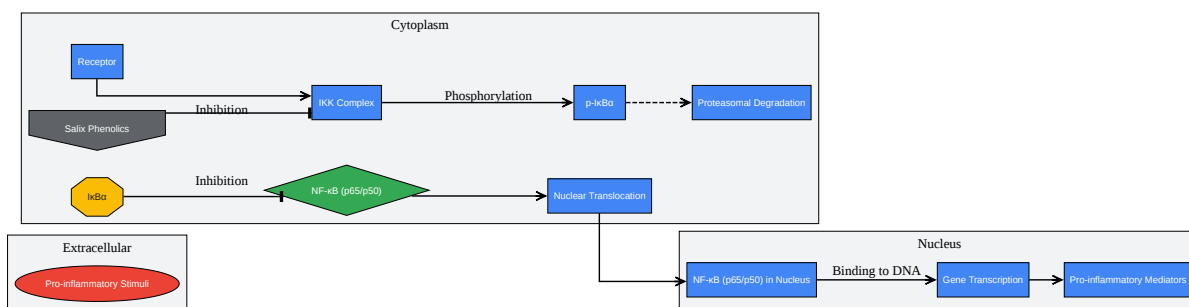 Cytoplasm
Receptor
Inhibition
IKK Complex
Phosphorylation
p-IκBα
Proteasomal Degradation
Salix Phenolics
IκBα
Inhibition
NF-κB (p65/p50)
Nuclear Translocation
Extracellular
Pro-inflammatory Stimuli
Nucleus
NF-κB (p65/p50) in Nucleus
Binding to DNA
Gene Transcription
Pro-inflammatory Mediators